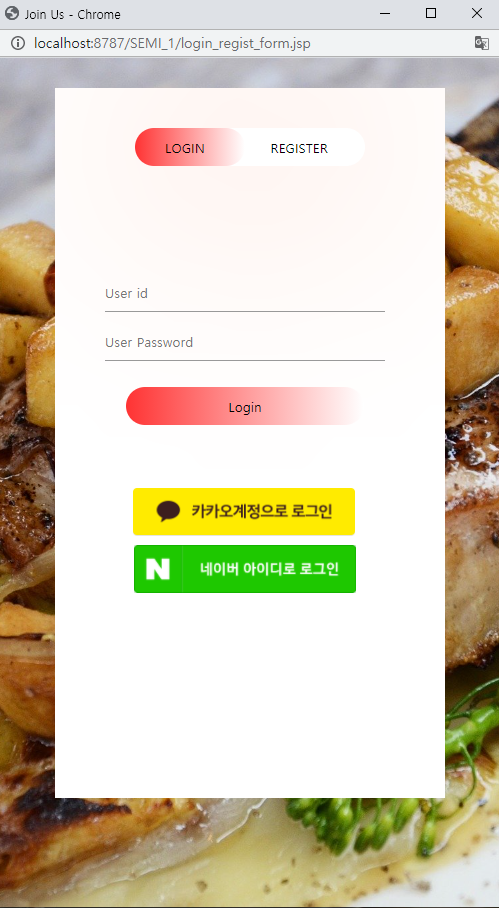 Join Us - Chrome
localhost:8787/SEMI_1/login_regist_form.jsp
LOGIN REGISTER
User id
User Password
Login
카카오계정으로 로그인
N 네이버 아이디로 로그인